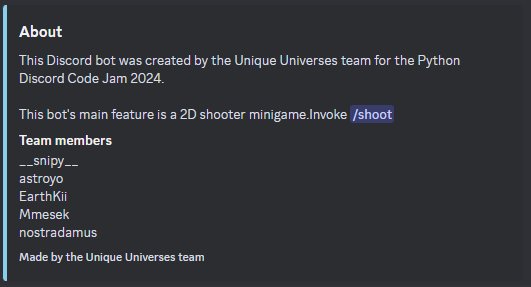 About
This Discord bot was created by the Unique Universes team for the Python
Discord Code Jam 2024.
This bot's main feature is a 2D shooter minigame.Invoke /shoot
Team members
__snipy__
astroyo
EarthKii
Mmesek
nostradamus
Made by the Unique Universes team